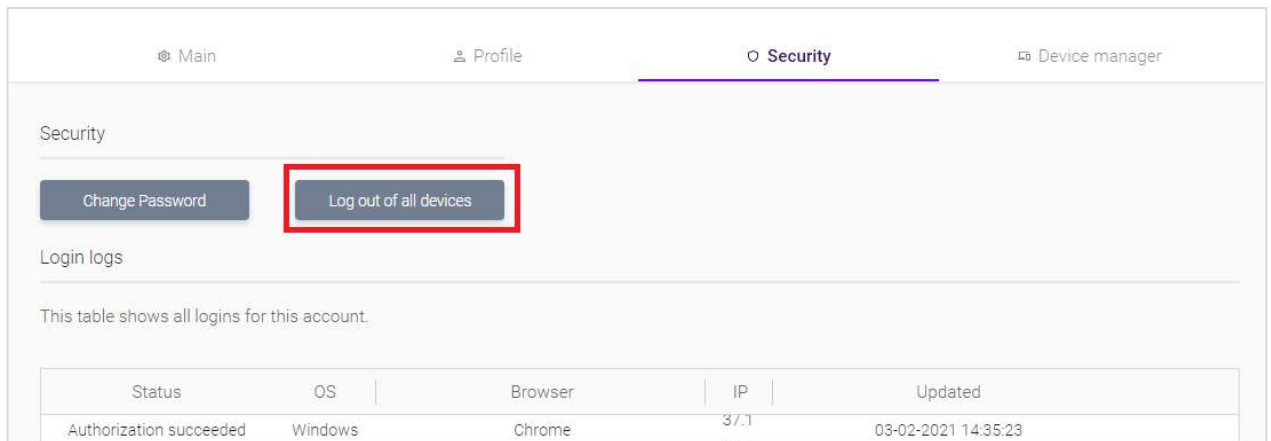 Main Profile Security Device manager
Security
Change Password Log out of all devices
Login logs
This table shows all logins for this account.
Status OS Browser IP Updated
Authorization succeeded Windows Chrome 37.1 03-02-2021 14:35:23